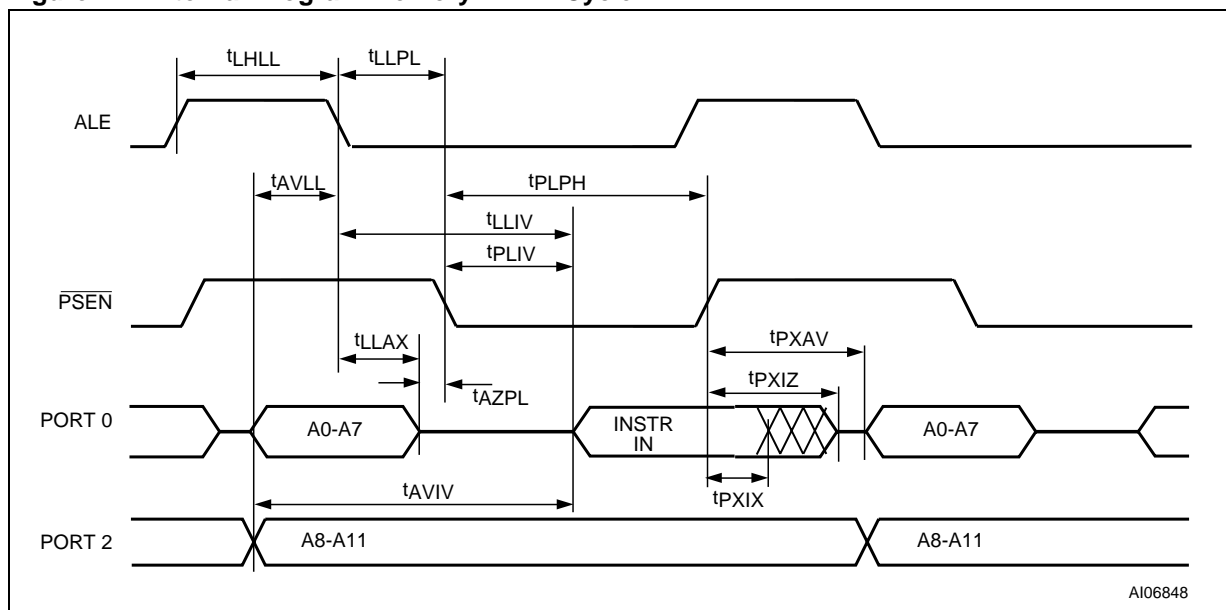 tLHLL tLLPL
ALE
tAVLL tPLPH
tLLIV
tPLIV
PSEN
tLLAX tPXAV
tPXIZ
tAZPL
PORT 0 A0-A7 INSTR IN A0-A7
tAVIV tPXIX
PORT 2 A8-A11 A8-A11
AI06848